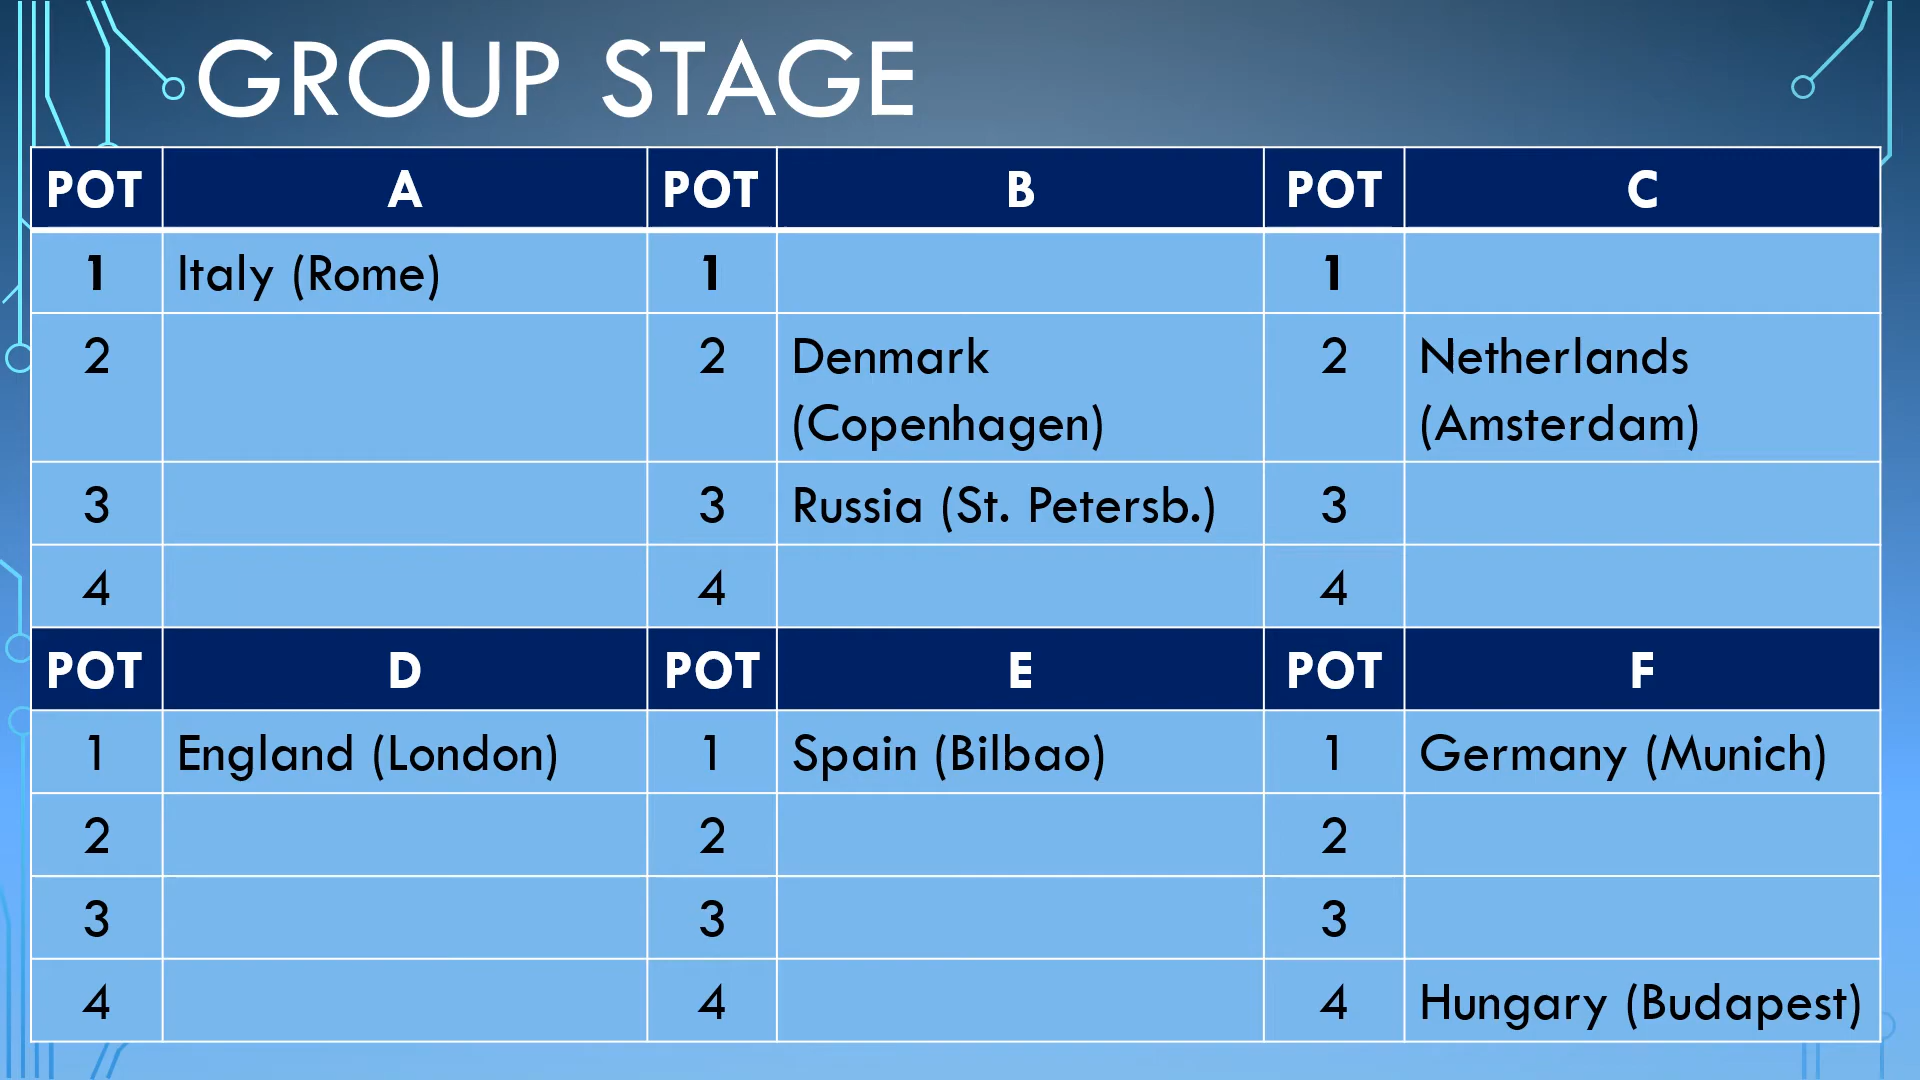 GROUP STAGE
POT A POT B POT C
1 Italy (Rome) 1 1
2 2 Denmark 2 Netherlands
(Copenhagen) (Amsterdam)
3 3 Russia (St. Petersb.) 3
4 4 4
POT D POT E POT F
1 England (London) 1 Spain (Bilbao) 1 Germany (Munich)
2 2 2
3 3 3
4 4 4 Hungary (Budapest)